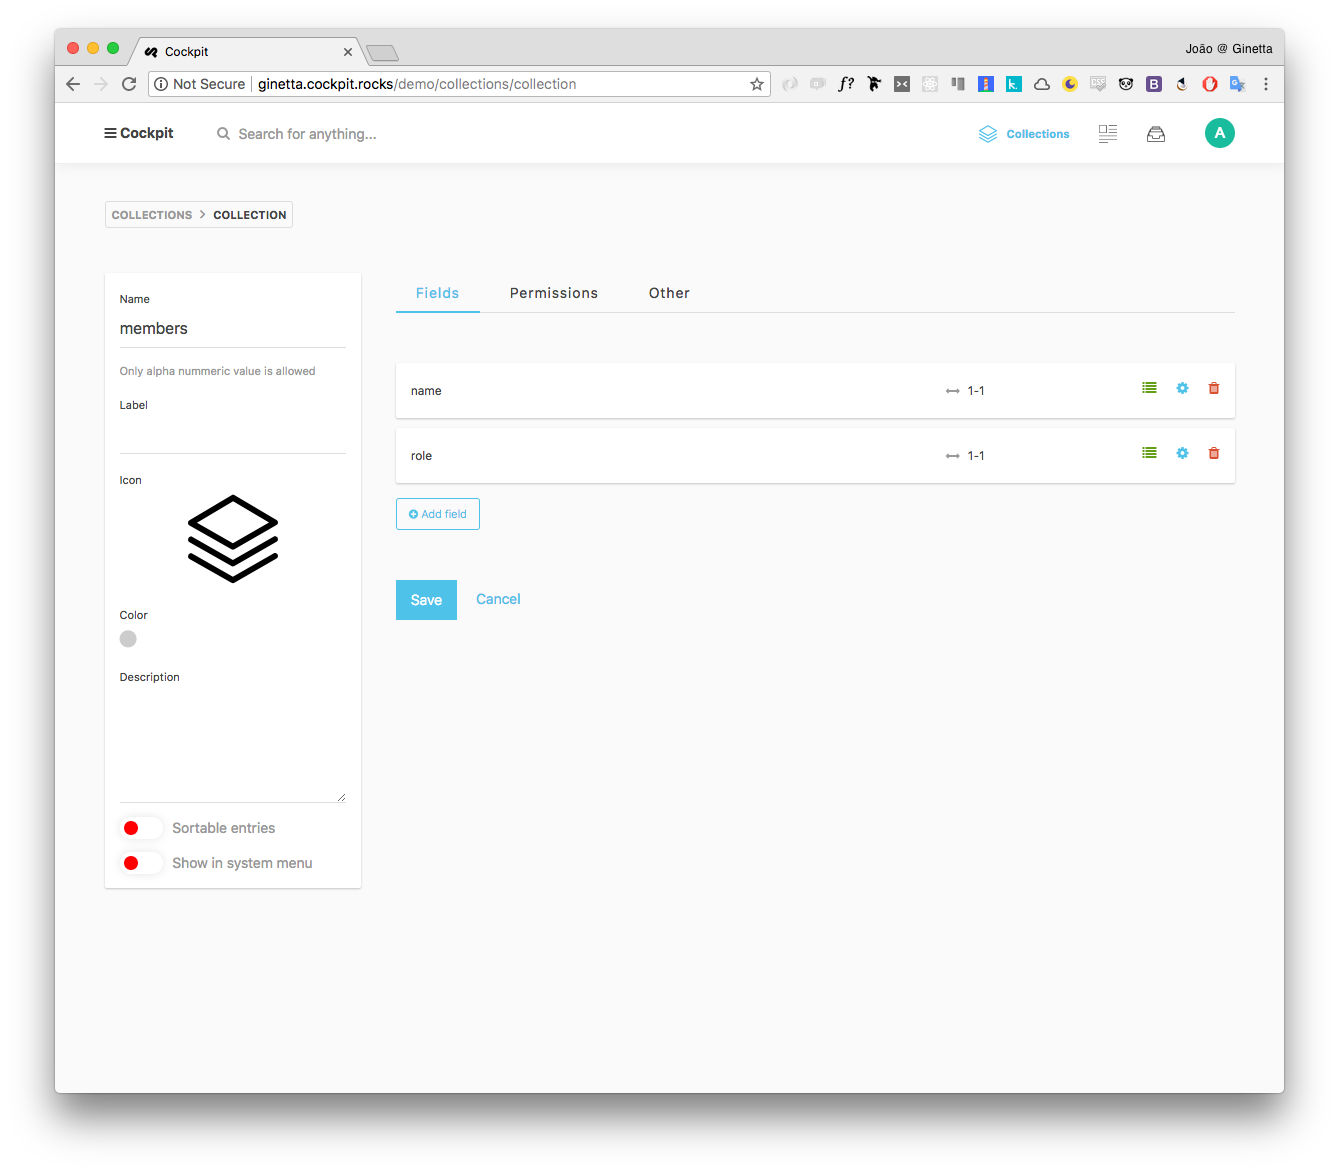 Cockpit
João @ Ginetta
Not Secure ginetta.cockpit.rocks/demo/collections/collection
Cockpit
Search for anything...
Collections
A
COLLECTIONS > COLLECTION
Name
members
Only alpha nummeric value is allowed
Label
Icon
Color
Description
Sortable entries
Show in system menu
Fields Permissions Other
name 1-1
role 1-1
Add field
Save Cancel